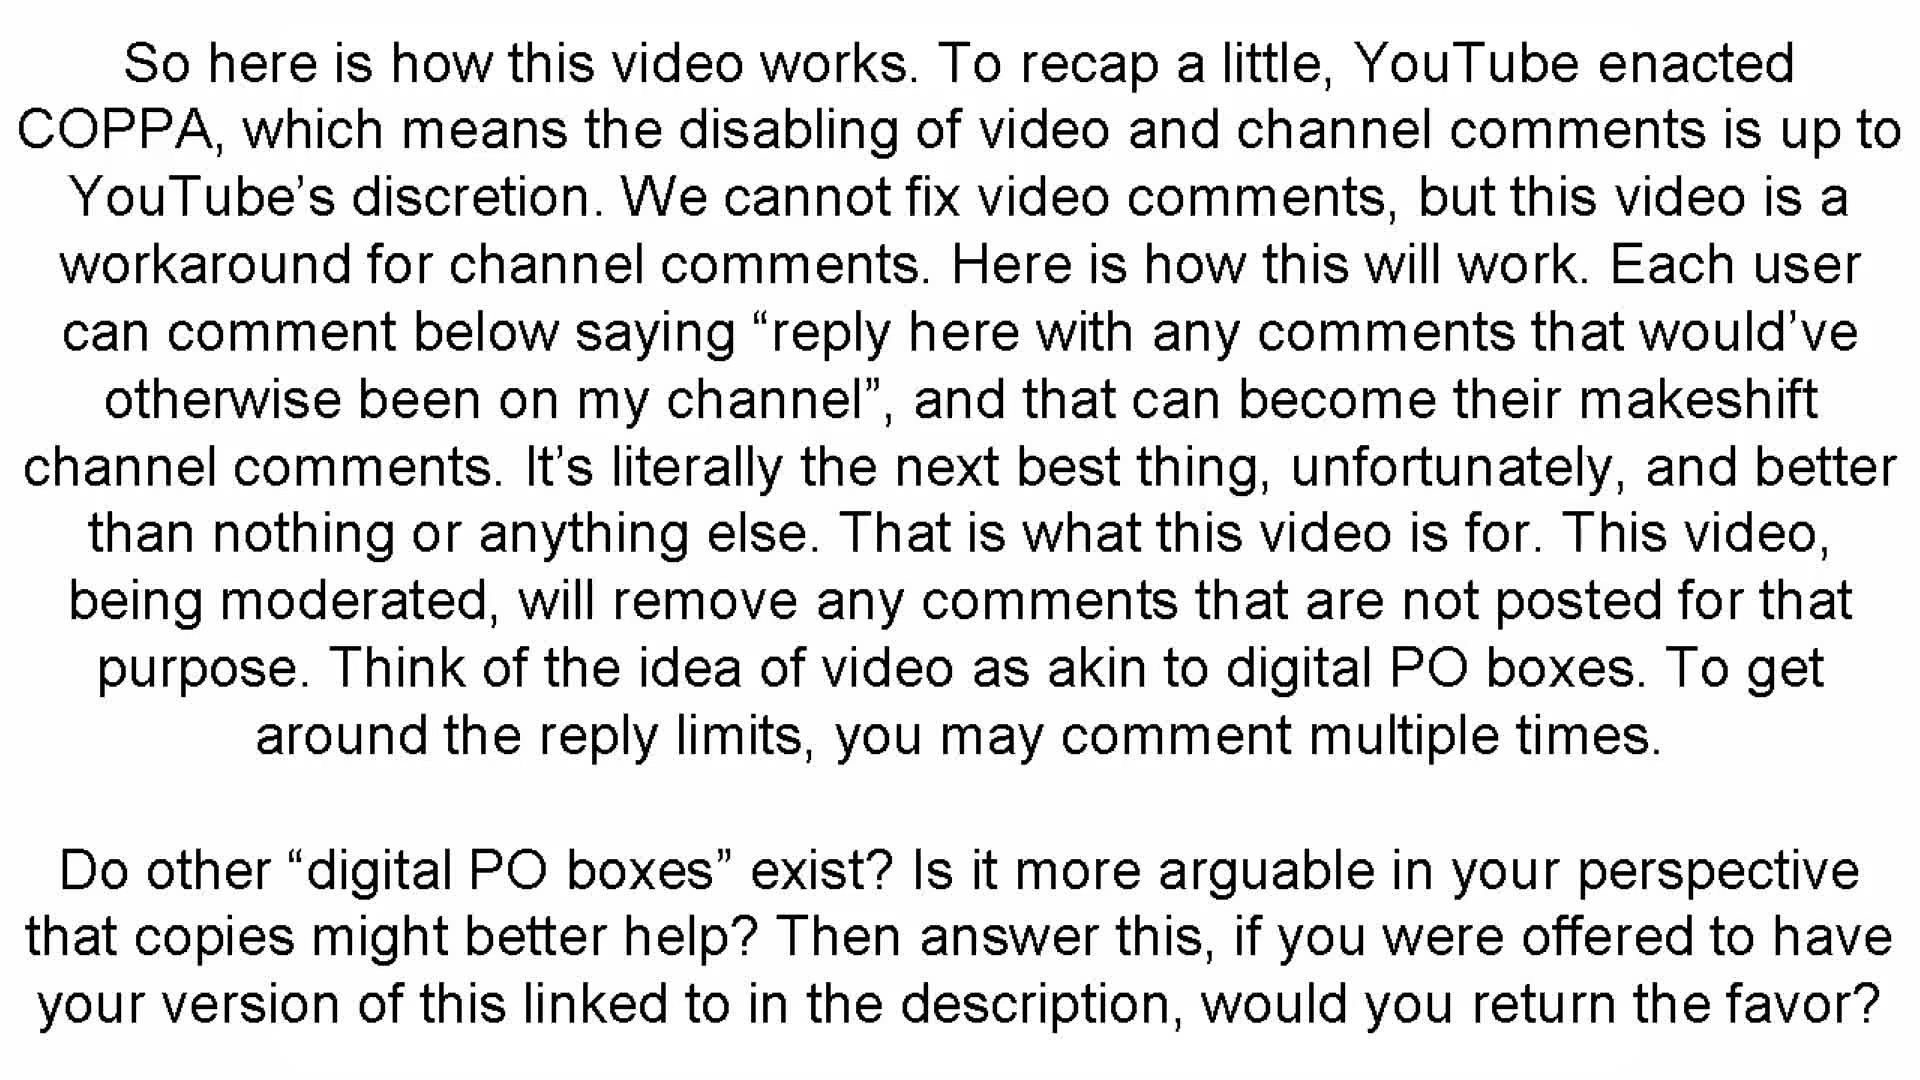 So here is how this video works. To recap a little, YouTube enacted
COPPA, which means the disabling of video and channel comments is up to
YouTube’s discretion. We cannot fix video comments, but this video is a
workaround for channel comments. Here is how this will work. Each user
can comment below saying “reply here with any comments that would’ve
otherwise been on my channel”, and that can become their makeshift
channel comments. It’s literally the next best thing, unfortunately, and better
than nothing or anything else. That is what this video is for. This video,
being moderated, will remove any comments that are not posted for that
purpose. Think of the idea of video as akin to digital PO boxes. To get
around the reply limits, you may comment multiple times.
Do other “digital PO boxes” exist? Is it more arguable in your perspective
that copies might better help? Then answer this, if you were offered to have
your version of this linked to in the description, would you return the favor?